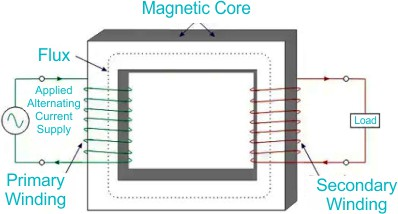 Magnetic Core
Flux
Applied
Alternating
Current
Supply
Load
Primary
Winding
Secondary
Winding